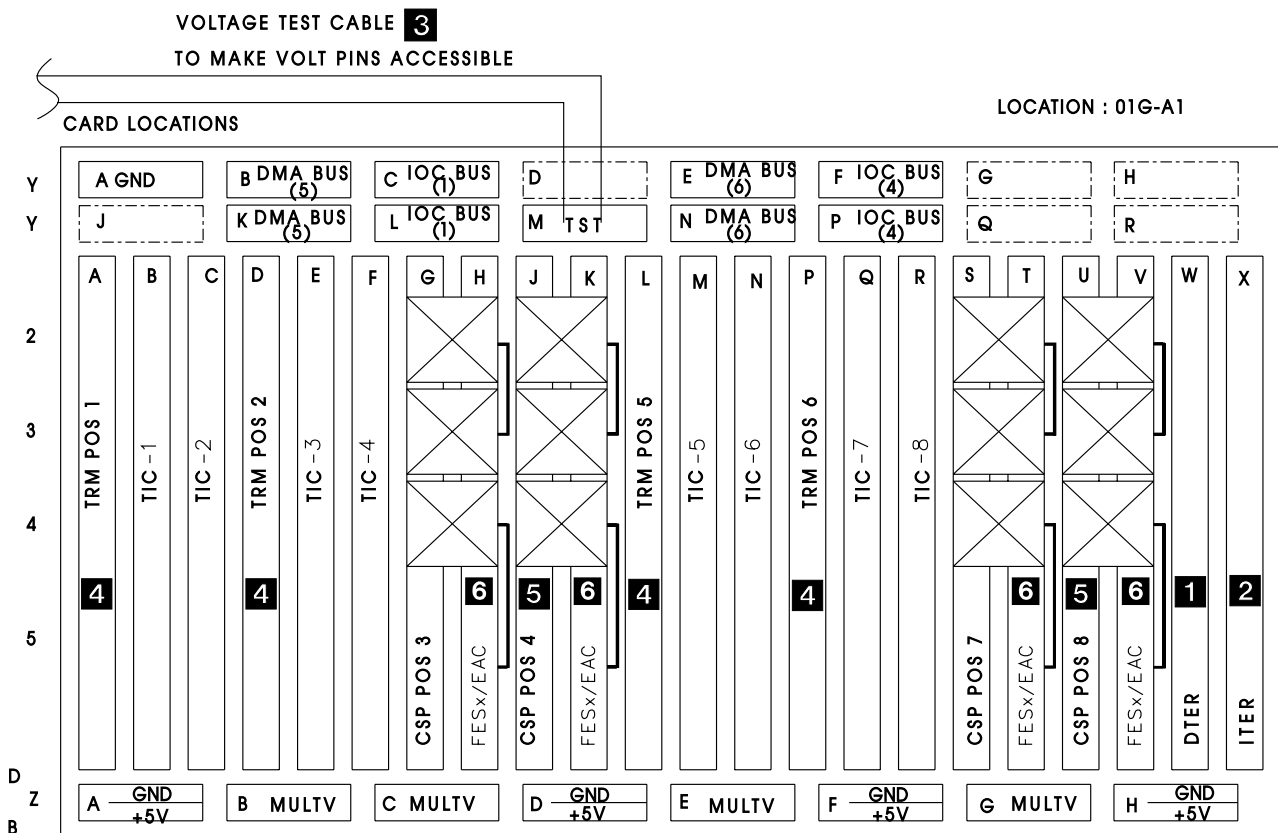 VOLTAGE TEST CABLE 3
TO MAKE VOLT PINS ACCESSIBLE
LOCATION : 01G-A1
CARD LOCATIONS
Y A GND B DMA BUS (5) C IOC BUS (1) D E DMA BUS (6) F IOC BUS (4) G H
Y J K DMA BUS (5) L IOC BUS (1) M TST N DMA BUS (6) P IOC BUS (4) Q R
A B C D E F G H J K L M N P Q R S T U V W X
2
3
4
5
TRM POS 1
TIC-1
TIC-2
TRM POS 2
TIC-3
TIC-4
TRM POS 5
TIC-5
TIC-6
TRM POS 6
TIC-7
TIC-8
4 4 6 5 6 4 4 6 5 6 1 2
CSP POS 3
FESx/EAC
CSP POS 4
FESx/EAC
CSP POS 7
FESx/EAC
CSP POS 8
FESx/EAC
DTER
ITER
D
Z A GND +5V B MULTV C MULTV D GND +5V E MULTV F GND +5V G MULTV H GND +5V
B